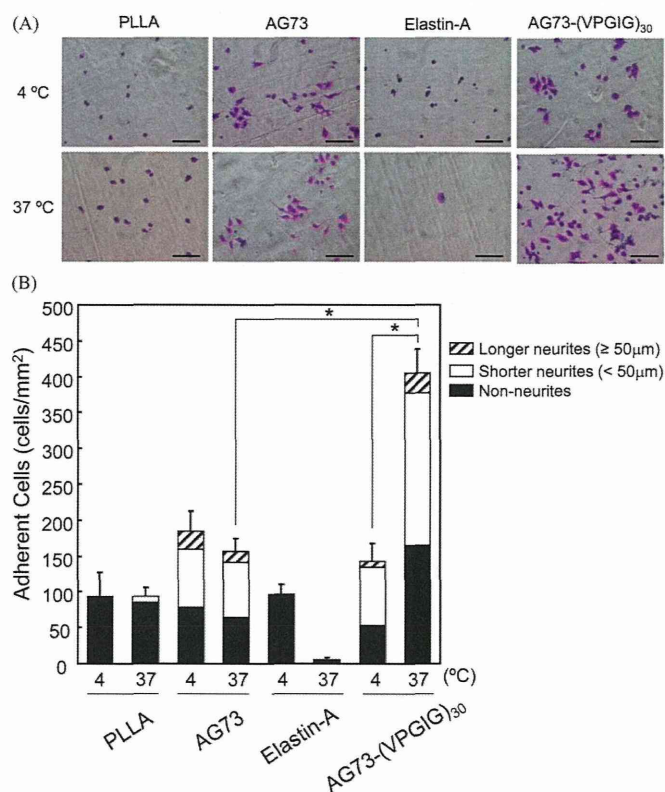 (A)
PLLA AG73 Elastin-A AG73-(VPGIG)30
4 ºC
37 ºC
(B)
Adherent Cells (cells/mm2)
500
450
400
350
300
250
200
150
100
50
0
*
*
Longer neurites (≥ 50μm)
Shorter neurites (< 50μm)
Non-neurites
4 37 4 37 4 37 4 37 (ºC)
PLLA AG73 Elastin-A AG73-(VPGIG)30